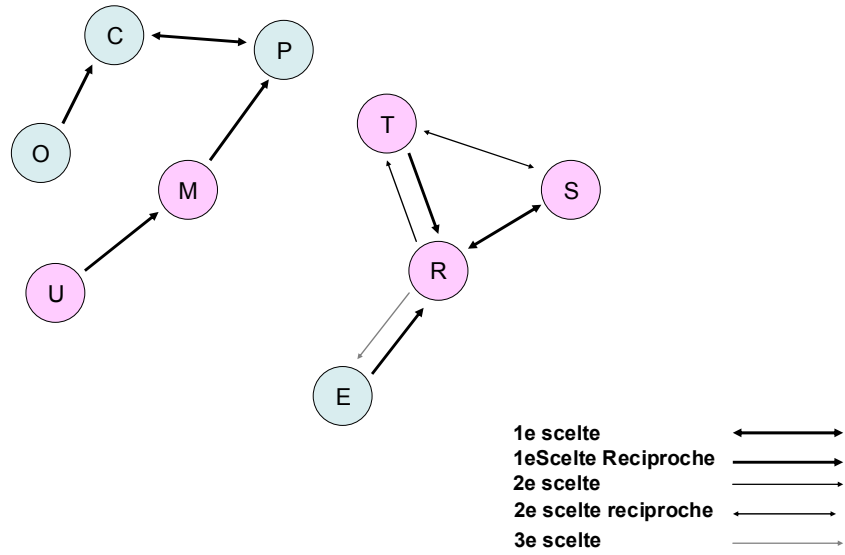 C
P
T
O
M
S
R
U
E
1e scelte
1eScelte Reciproche
2e scelte
2e scelte reciproche
3e scelte